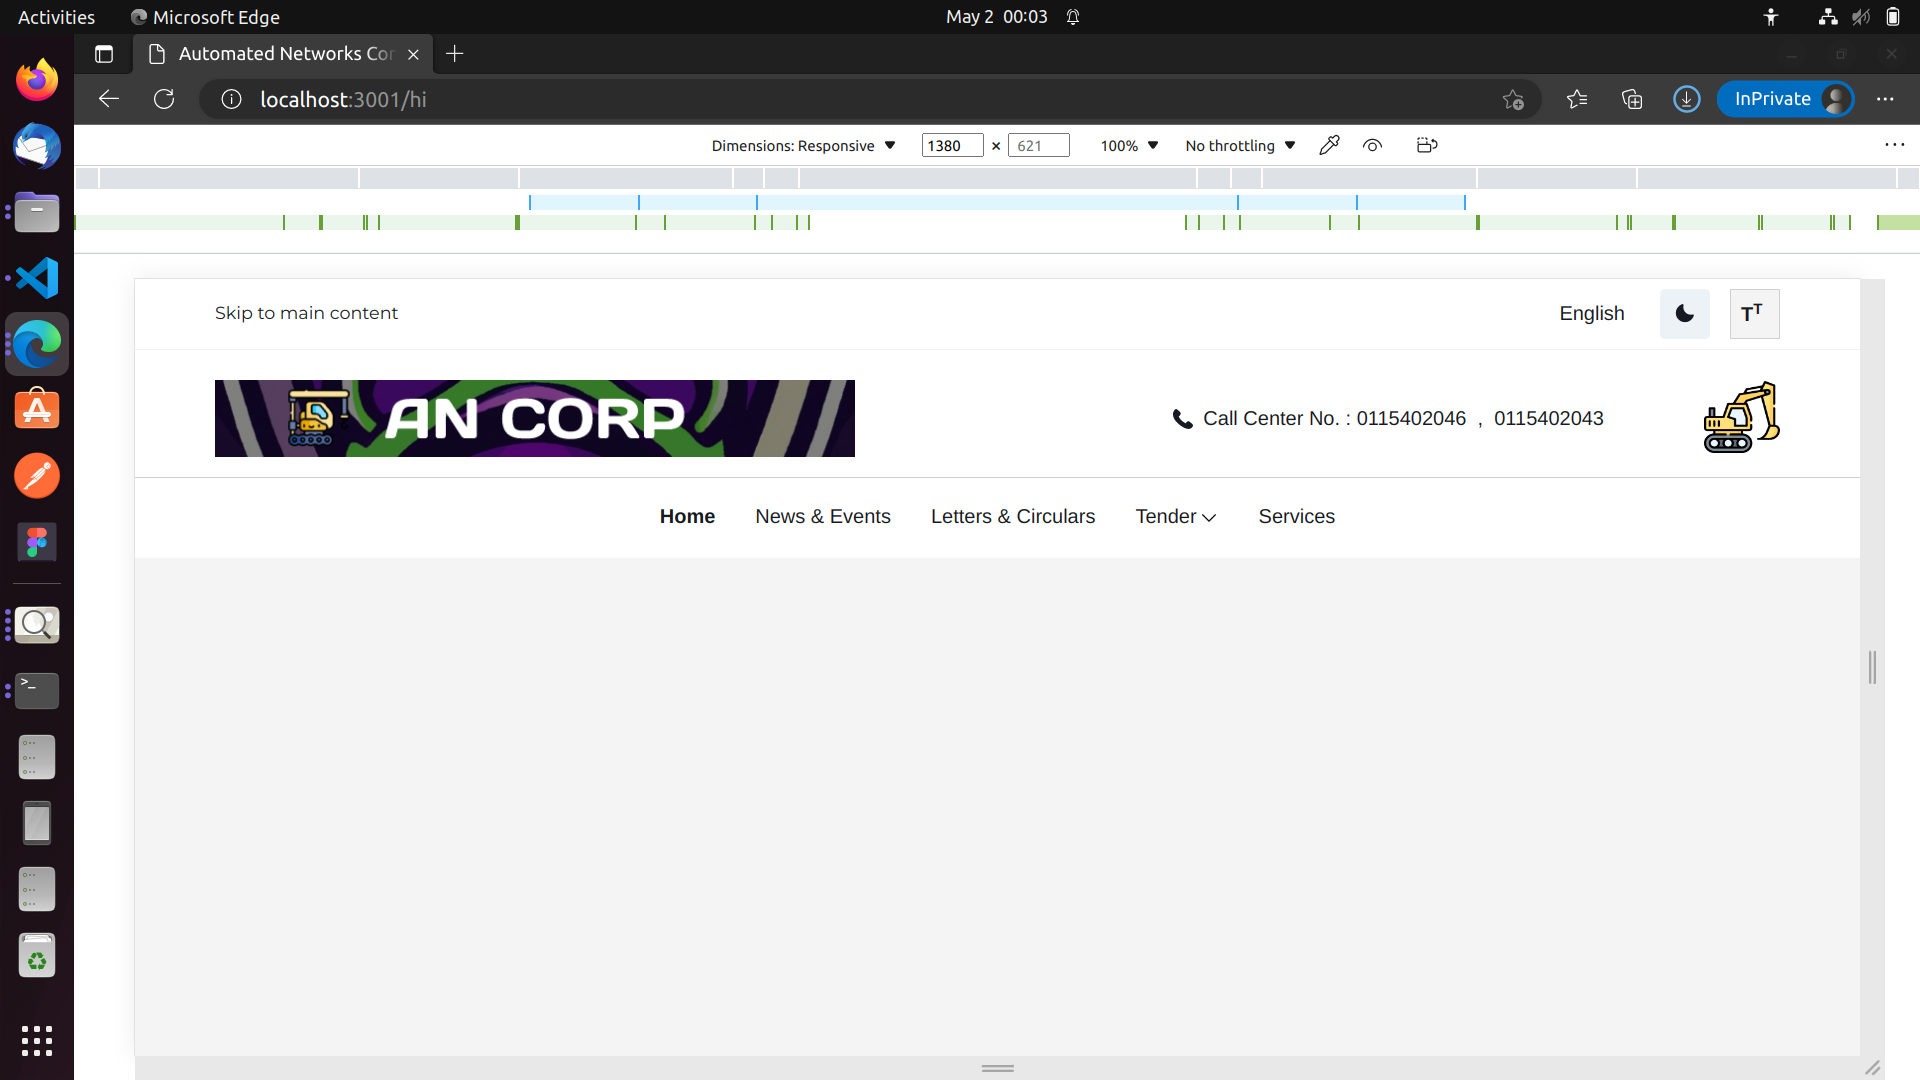 Activities Microsoft Edge May 2 00:03
Automated Networks Cor
localhost:3001/hi InPrivate
Dimensions: Responsive 1380 × 621 100% No throttling
Skip to main content English TT
AN CORP Call Center No. : 0115402046 , 0115402043
Home News & Events Letters & Circulars Tender Services